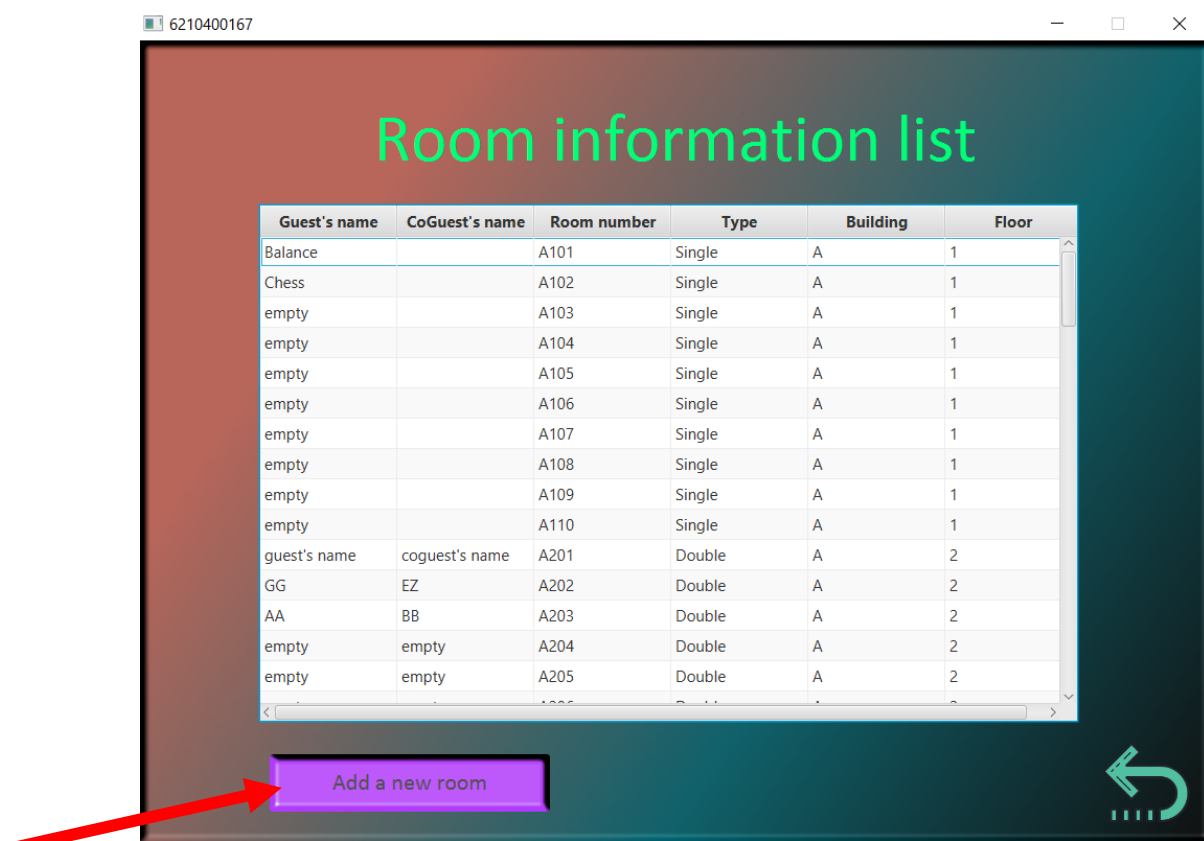 6210400167
Room information list
Guest's name CoGuest's name Room number Type Building Floor
Balance A101 Single A 1
Chess A102 Single A 1
empty A103 Single A 1
empty A104 Single A 1
empty A105 Single A 1
empty A106 Single A 1
empty A107 Single A 1
empty A108 Single A 1
empty A109 Single A 1
empty A110 Single A 1
guest's name coguest's name A201 Double A 2
GG EZ A202 Double A 2
AA BB A203 Double A 2
empty empty A204 Double A 2
empty empty A205 Double A 2
Add a new room